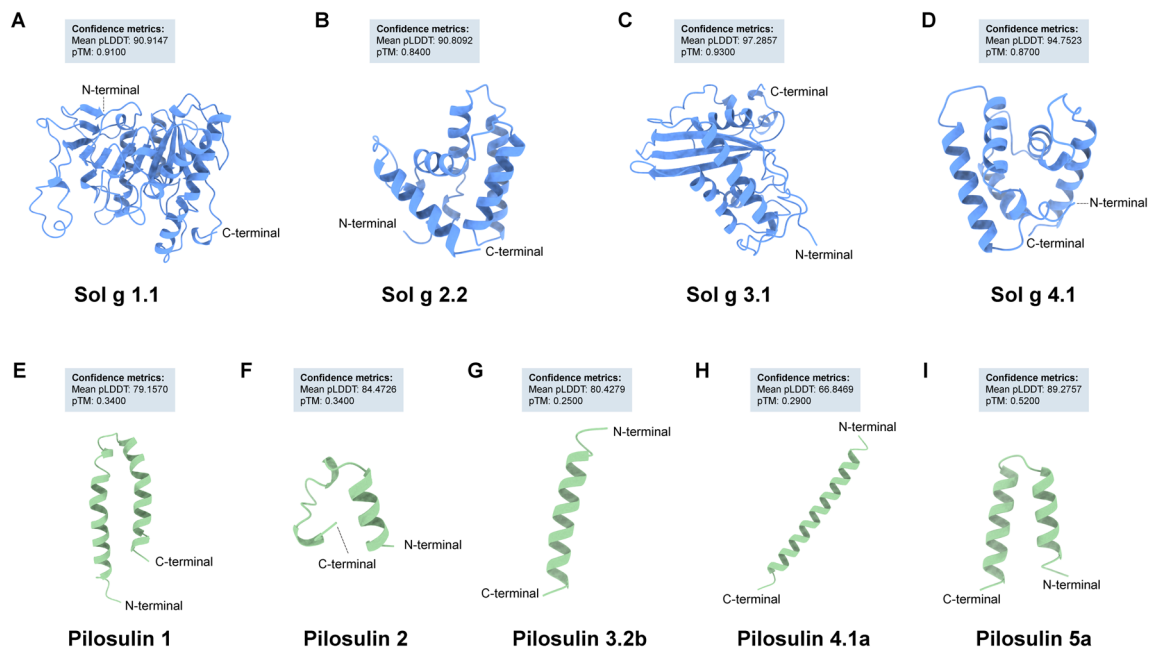 A
Confidence metrics:
Mean pLDDT: 90.9147
pTM: 0.9100
N-terminal
C-terminal
Sol g 1.1
B
Confidence metrics:
Mean pLDDT: 90.8092
pTM: 0.8400
N-terminal
C-terminal
Sol g 2.2
C
Confidence metrics:
Mean pLDDT: 97.2857
pTM: 0.9300
C-terminal
N-terminal
Sol g 3.1
D
Confidence metrics:
Mean pLDDT: 94.7523
pTM: 0.8700
N-terminal
C-terminal
Sol g 4.1
E
Confidence metrics:
Mean pLDDT: 79.1570
pTM: 0.3400
C-terminal
N-terminal
Pilosulin 1
F
Confidence metrics:
Mean pLDDT: 84.4726
pTM: 0.3400
N-terminal
C-terminal
Pilosulin 2
G
Confidence metrics:
Mean pLDDT: 80.4279
pTM: 0.2500
N-terminal
C-terminal
Pilosulin 3.2b
H
Confidence metrics:
Mean pLDDT: 66.8469
pTM: 0.2900
N-terminal
C-terminal
Pilosulin 4.1a
I
Confidence metrics:
Mean pLDDT: 89.2757
pTM: 0.5200
N-terminal
C-terminal
Pilosulin 5a